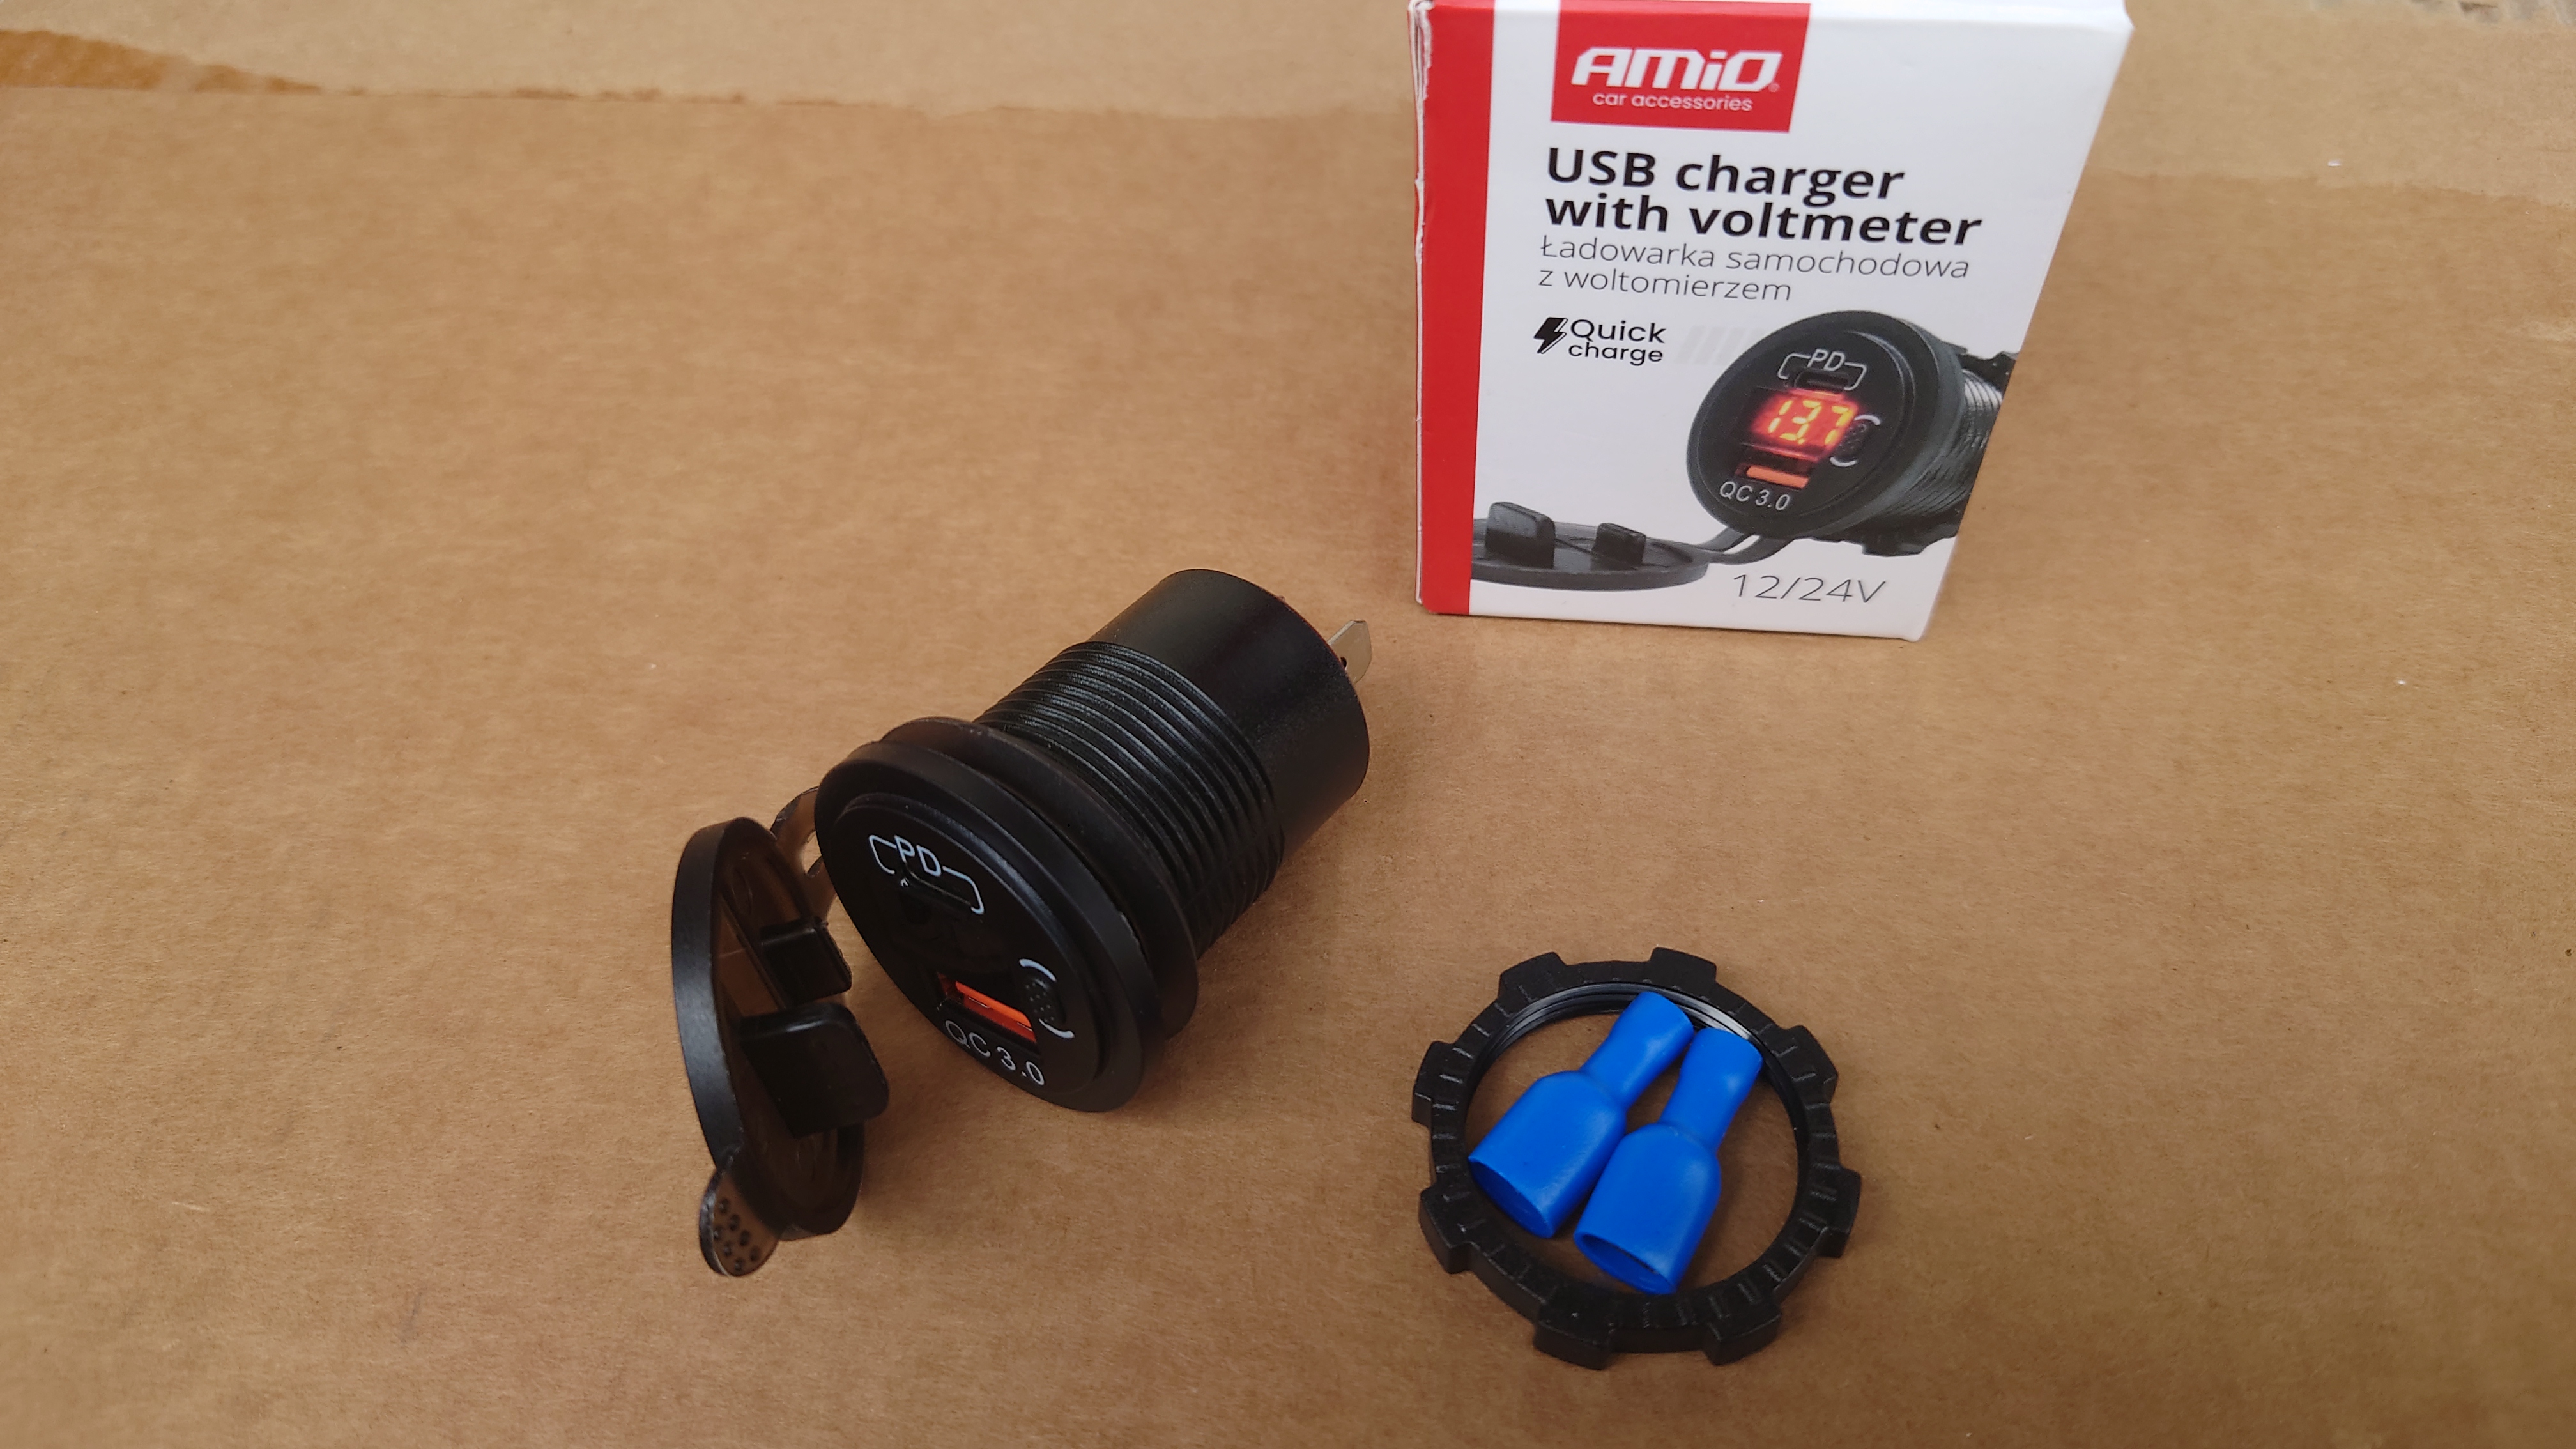 AMiO
car accessories
USB charger
with voltmeter
Ładowarka samochodowa
z woltomierzem
Quick
charge
PD
13.7
QC 3.0
12/24V
PD
QC 3.0